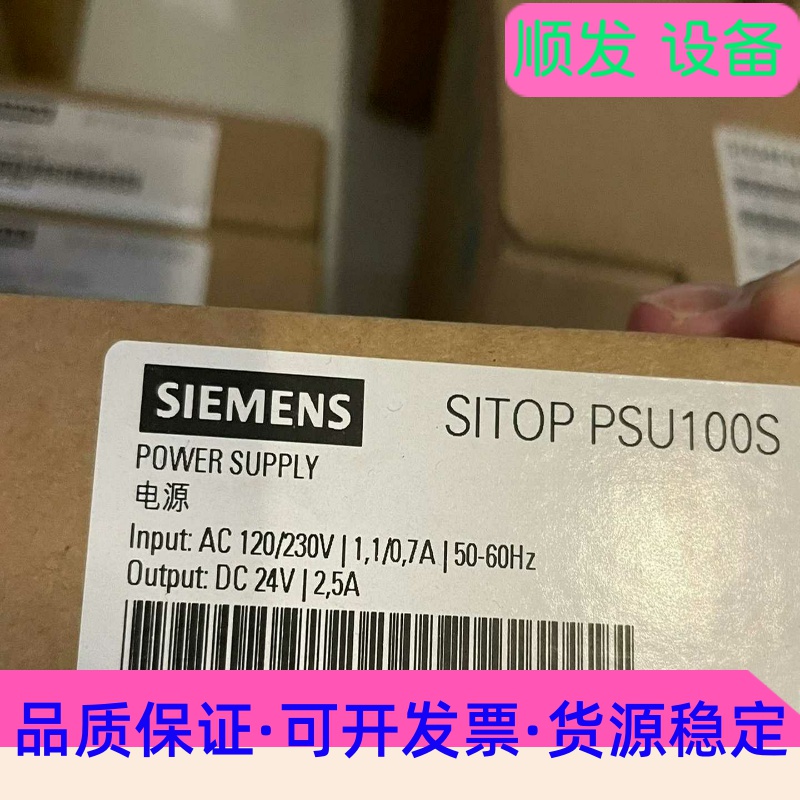 顺发 设备
SIEMENS
SITOP PSU100S
POWER SUPPLY
电源
Input: AC 120/230V | 1,1/0,7A | 50-60Hz
Output: DC 24V | 2,5A
品质保证·可开发票·货源稳定